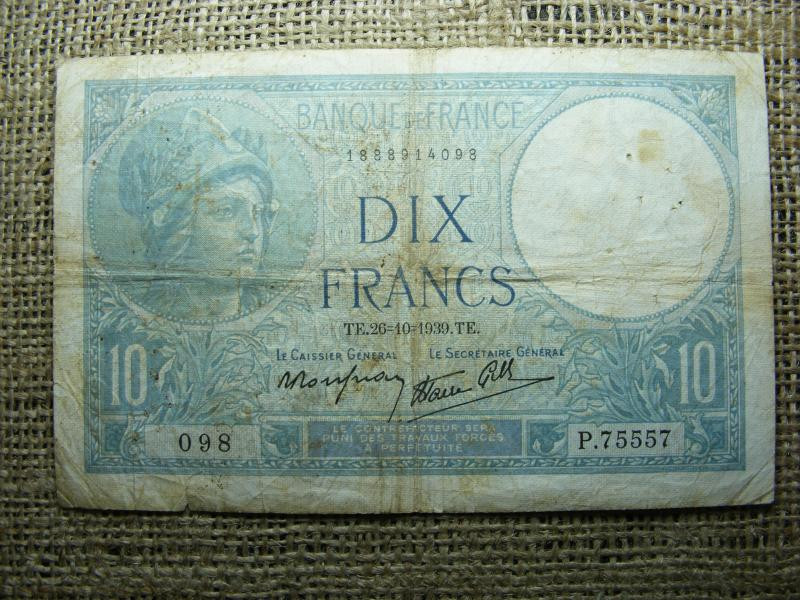 BANQUE DE FRANCE
1888914098
DIX
FRANCS
TE.26=10=1939.TE.
LE CAISSIER GÉNÉRAL LE SECRÉTAIRE GÉNÉRAL
10 10
LE CONTREFACTEUR SERA
PUNI DES TRAVAUX FORCÉS
À PERPÉTUITÉ
098 P.75557